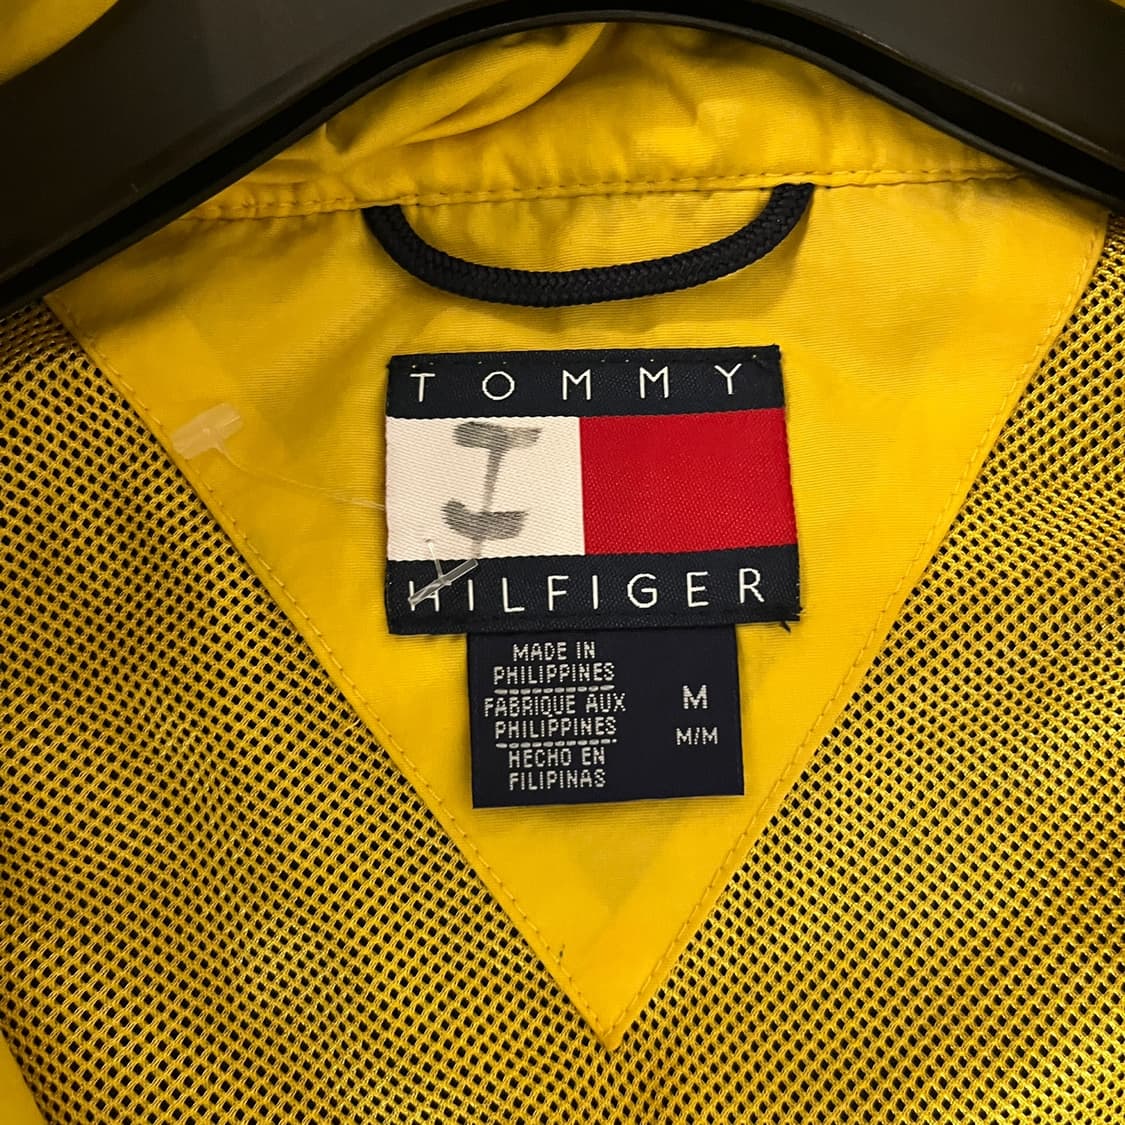 TOMMY
I
HILFIGER
MADE IN
PHILIPPINES
FABRIQUE AUX
PHILIPPINES
HECHO EN
FILIPINAS
M
M/M